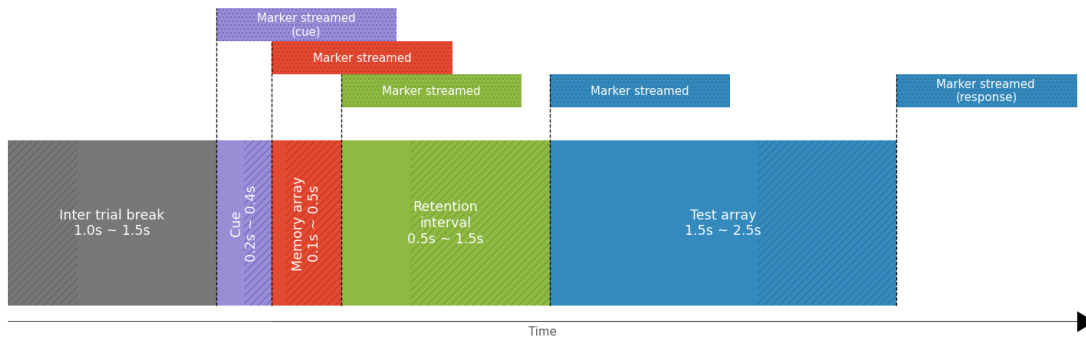 Marker streamed
(cue)
Marker streamed
Marker streamed
Marker streamed
Marker streamed
(response)
Inter trial break
1.0s ~ 1.5s
Cue
0.2s ~ 0.4s
Memory array
0.1s ~ 0.5s
Retention
interval
0.5s ~ 1.5s
Test array
1.5s ~ 2.5s
Time